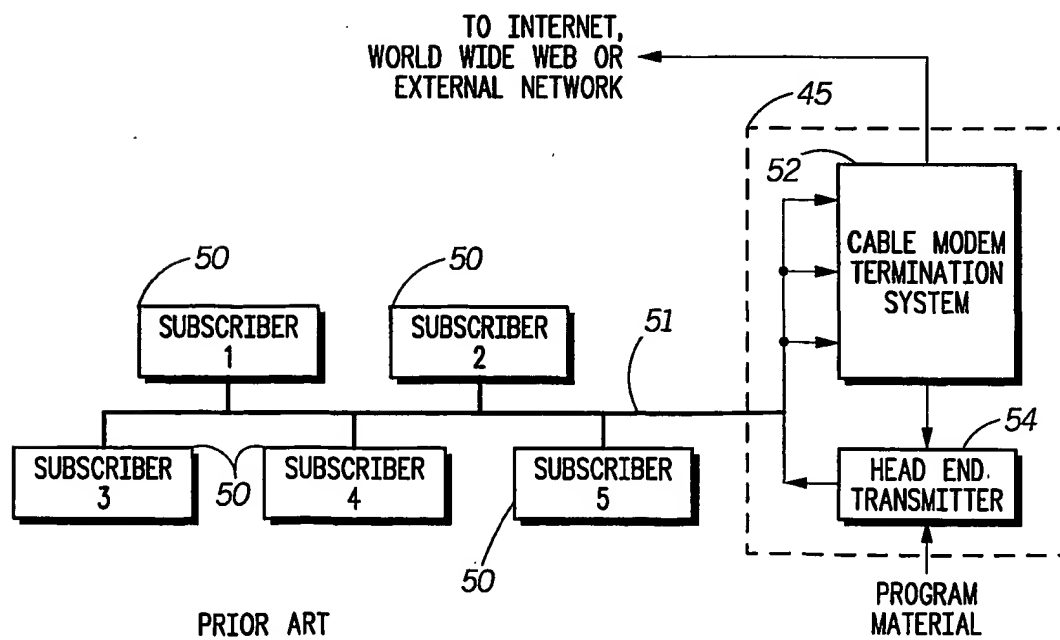 TO INTERNET,
WORLD WIDE WEB OR
EXTERNAL NETWORK
45
52
CABLE MODEM
TERMINATION
SYSTEM
50
50
SUBSCRIBER
1
SUBSCRIBER
2
51
SUBSCRIBER
3
50
SUBSCRIBER
4
SUBSCRIBER
5
50
54
HEAD END
TRANSMITTER
PROGRAM
MATERIAL
PRIOR ART